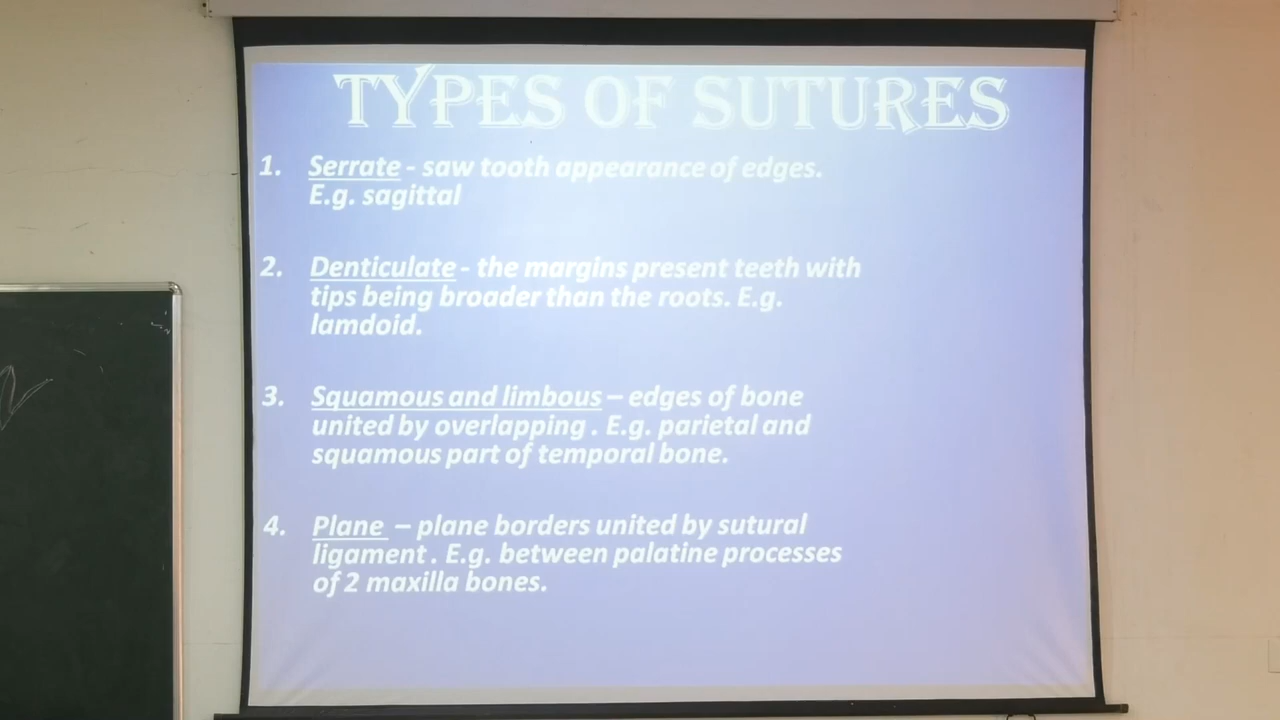 TYPES OF SUTURES
1. Serrate - saw tooth appearance of edges.
E.g. sagittal
2. Denticulate - the margins present teeth with
tips being broader than the roots. E.g.
lamdoid.
3. Squamous and limbous – edges of bone
united by overlapping . E.g. parietal and
squamous part of temporal bone.
4. Plane – plane borders united by sutural
ligament . E.g. between palatine processes
of 2 maxilla bones.